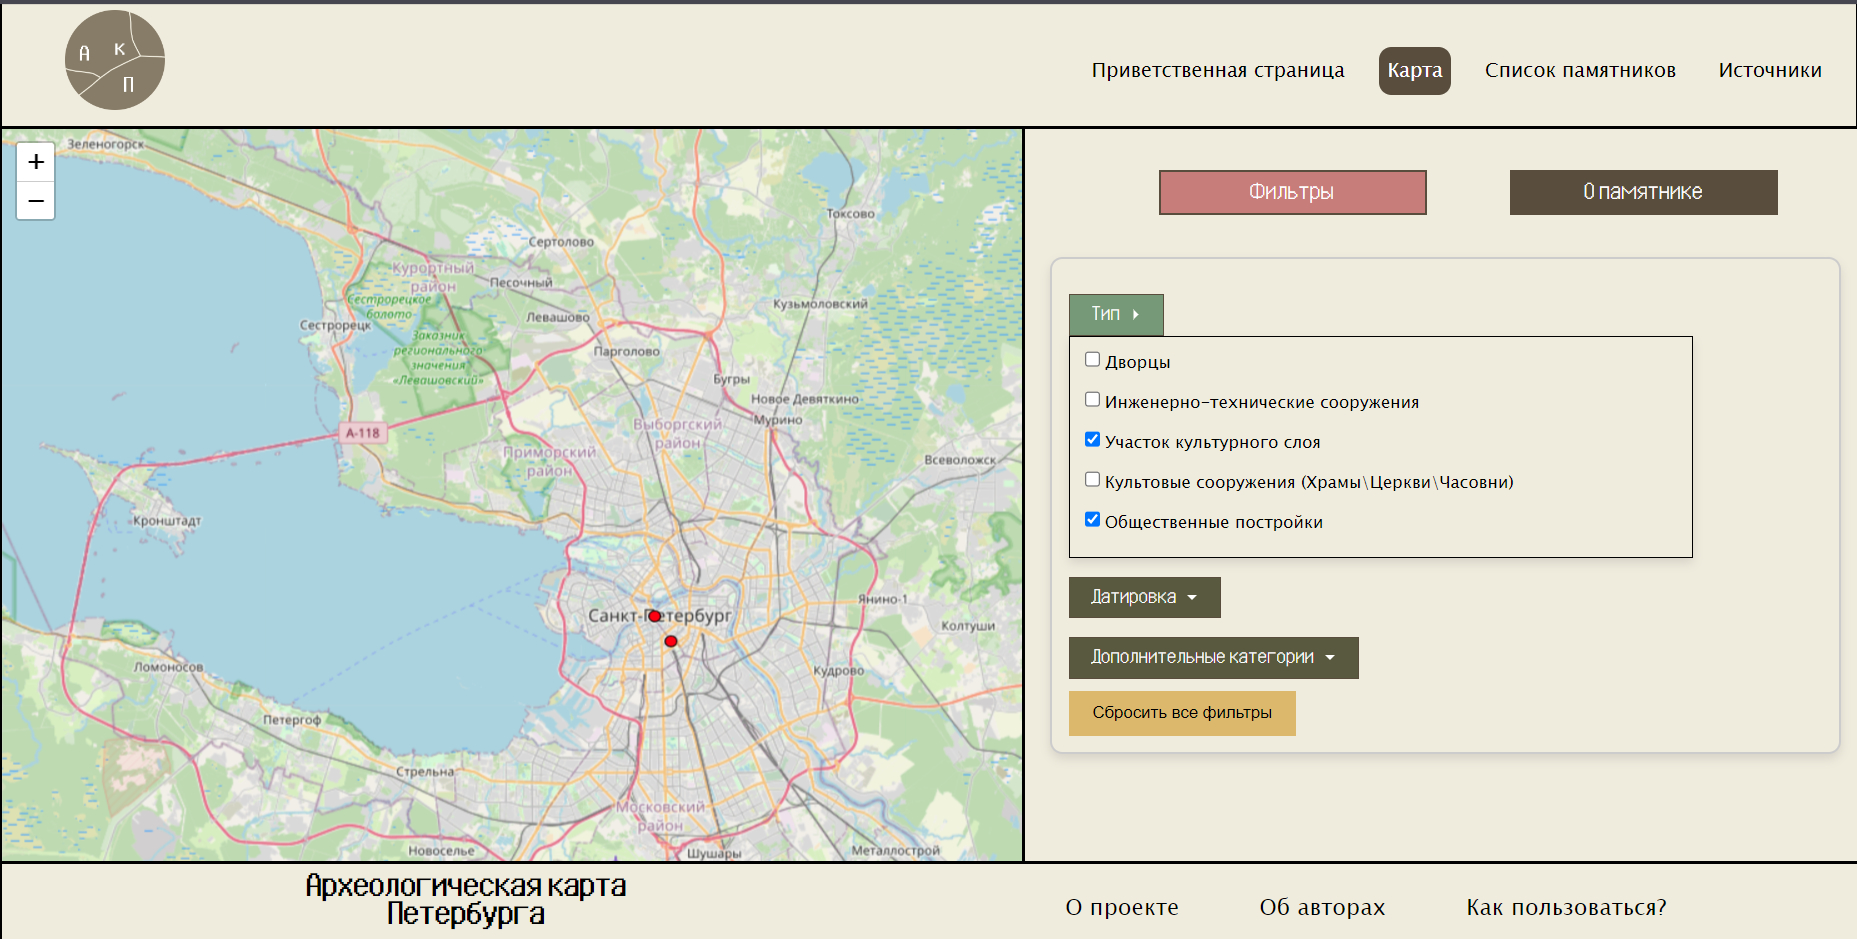 А К П
Приветственная страница
Карта
Список памятников
Источники
+
−
Зеленогорск
Токсово
Сертолово
Курортный
район
Песочный
Сестрорецкое
болото
Кузьмоловский
Левашово
Сестрорецк
Заказник
регионального
значения
«Левашовский»
Парголово
Бугры
Новое Девяткино
Мурино
А-118
Выборгский
район
Приморский
район
Всеволожск
Кронштадт
Янино-1
Санкт-Петербург
Колтуши
Ломоносов
Кудрово
Петергоф
Стрельна
Московский
район
Новоселье
Шушары
Металлострой
Фильтры
О памятнике
Тип
Дворцы
Инженерно-технические сооружения
Участок культурного слоя
Культовые сооружения (Храмы\Церкви\Часовни)
Общественные постройки
Датировка
Дополнительные категории
Сбросить все фильтры
Археологическая карта
Петербурга
О проекте
Об авторах
Как пользоваться?